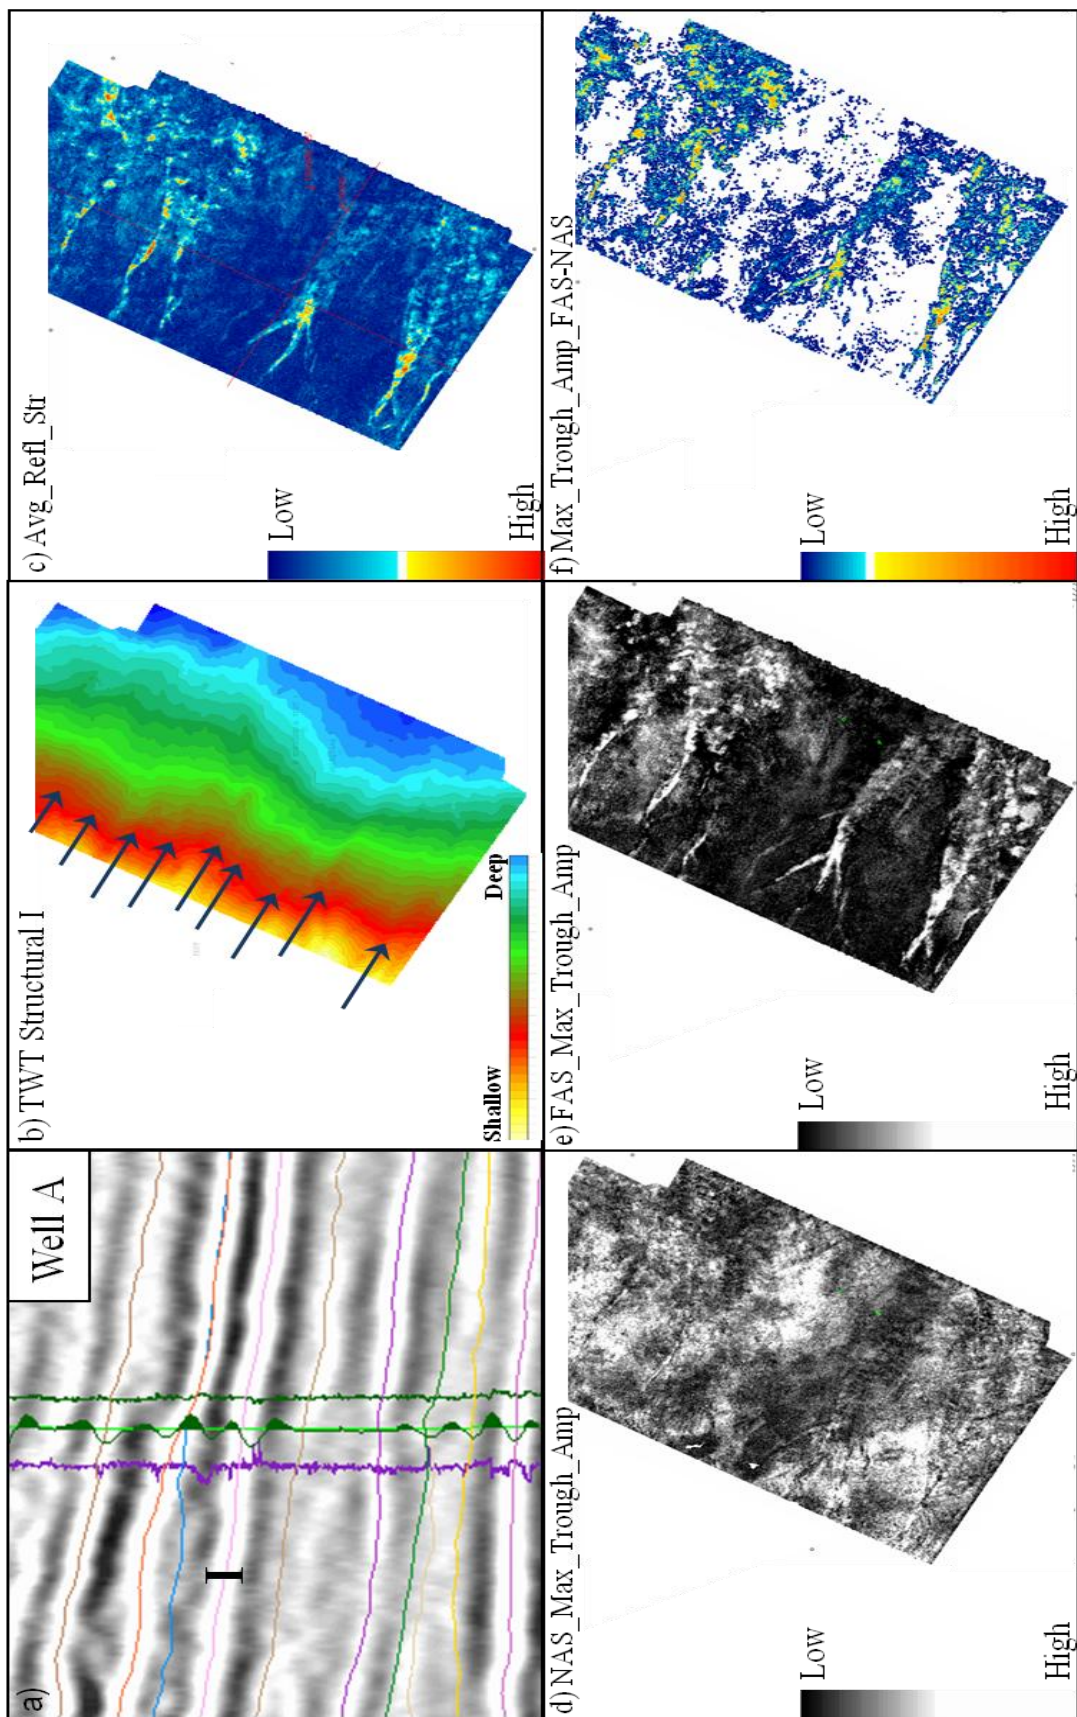 a)
Well A
I
b) TWT Structural I
Shallow
Deep
c) Avg_Refl_Str
Low
High
d) NAS_Max_Trough_Amp
Low
High
e) FAS_Max_Trough_Amp
Low
High
f) Max_Trough_Amp_FAS-NAS
Low
High